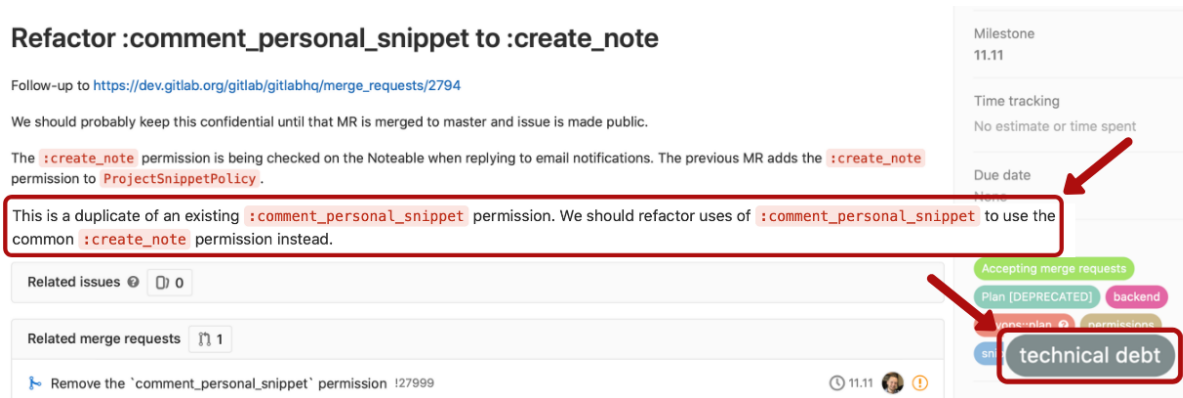 Refactor :comment_personal_snippet to :create_note
Follow-up to https://dev.gitlab.org/gitlab/gitlabhq/merge_requests/2794
We should probably keep this confidential until that MR is merged to master and issue is made public.
The :create_note permission is being checked on the Noteable when replying to email notifications. The previous MR adds the :create_note
permission to ProjectSnippetPolicy.
This is a duplicate of an existing :comment_personal_snippet permission. We should refactor uses of :comment_personal_snippet to use the
common :create_note permission instead.
Related issues 0
Related merge requests 1
Remove the `comment_personal_snippet` permission !27999 11.11
Milestone
11.11
Time tracking
No estimate or time spent
Due date
None
Accepting merge requests
Plan [DEPRECATED] backend
permissions
technical debt